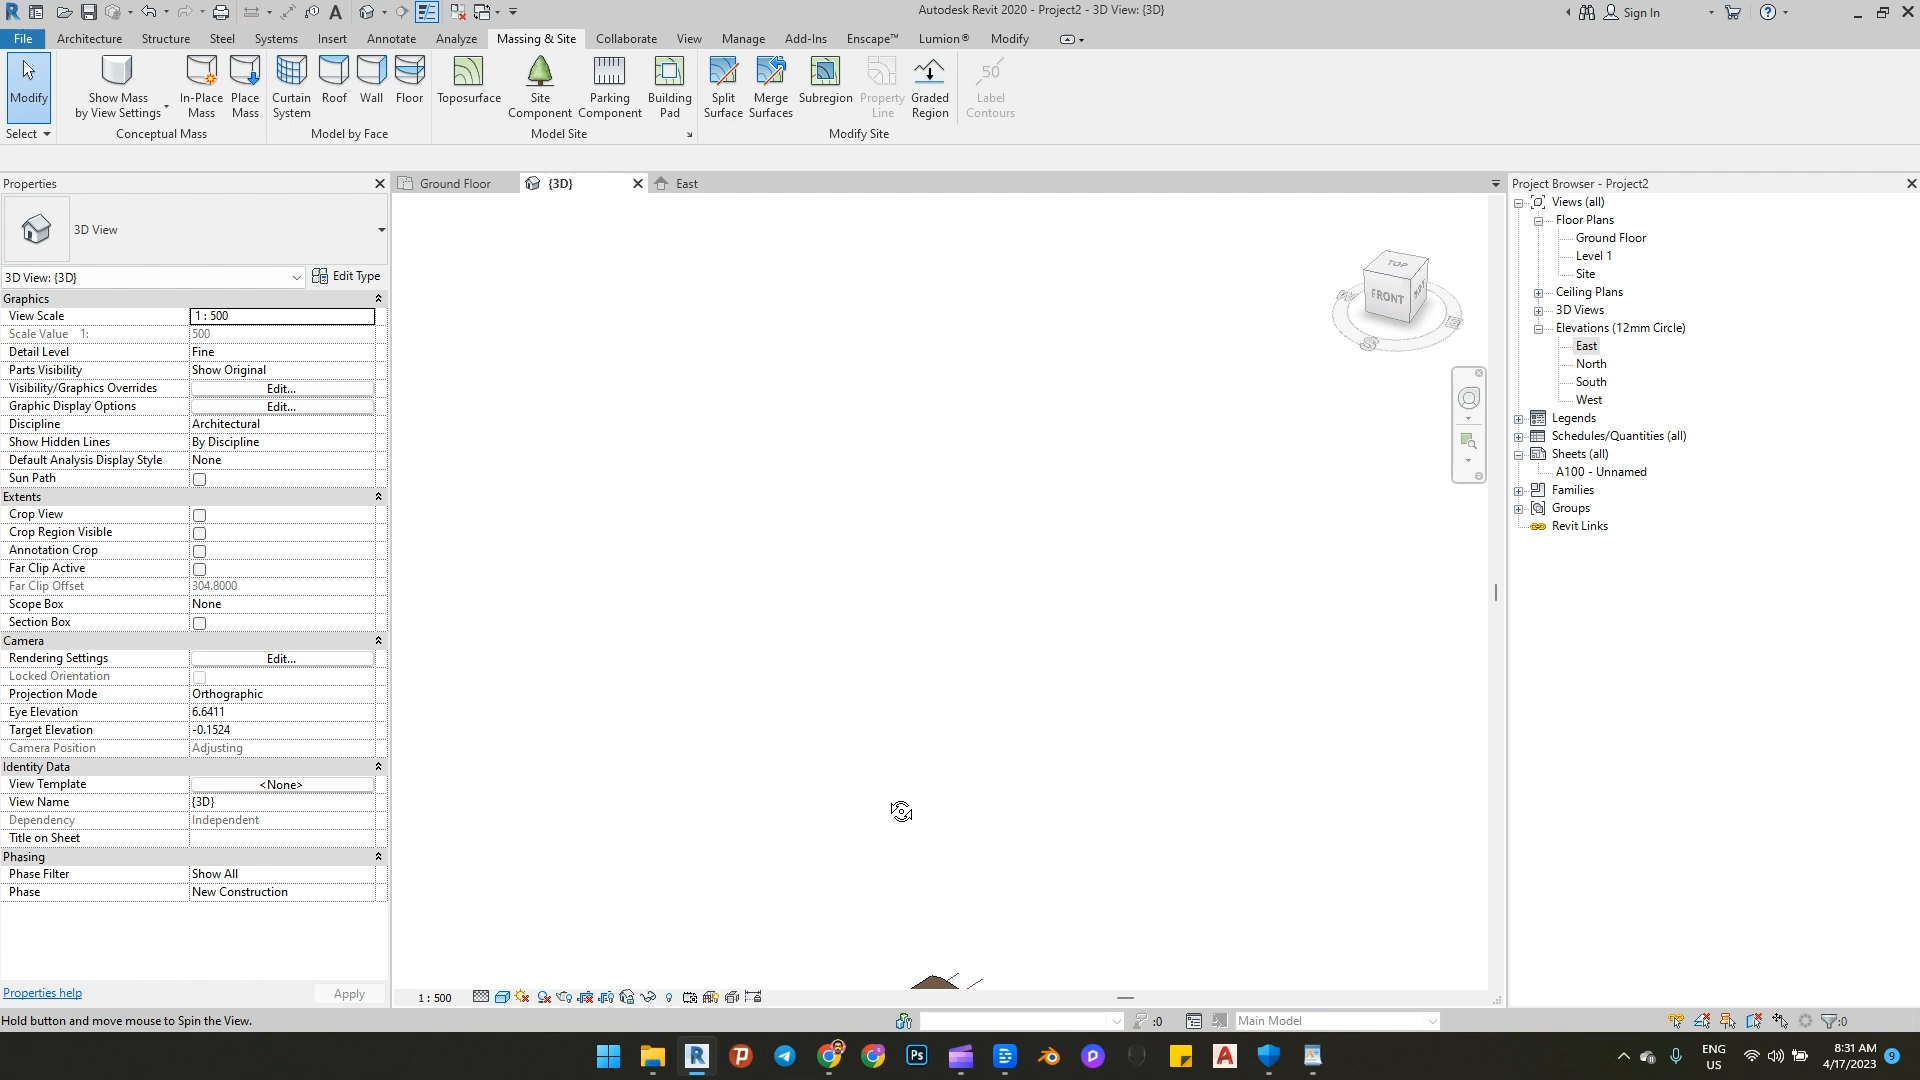 Autodesk Revit 2020 - Project2 - 3D View: {3D}
Sign In
File
Architecture
Structure
Steel
Systems
Insert
Annotate
Analyze
Massing & Site
Collaborate
View
Manage
Add-Ins
Enscape™
Lumion®
Modify
Modify
Show Mass
by View Settings
In-Place
Mass
Place
Mass
Curtain
System
Roof
Wall
Floor
Toposurface
Site
Component
Parking
Component
Building
Pad
Split
Surface
Merge
Surfaces
Subregion
Property
Line
Graded
Region
50
Label
Contours
Select
Conceptual Mass
Model by Face
Model Site
Modify Site
Properties
Ground Floor
{3D}
East
Project Browser - Project2
3D View
3D View: {3D}
Edit Type
Graphics
View Scale
1 : 500
Scale Value 1:
500
Detail Level
Fine
Parts Visibility
Show Original
Visibility/Graphics Overrides
Edit...
Graphic Display Options
Edit...
Discipline
Architectural
Show Hidden Lines
By Discipline
Default Analysis Display Style
None
Sun Path
Extents
Crop View
Crop Region Visible
Annotation Crop
Far Clip Active
Far Clip Offset
304.8000
Scope Box
None
Section Box
Camera
Rendering Settings
Edit...
Locked Orientation
Projection Mode
Orthographic
Eye Elevation
6.6411
Target Elevation
-0.1524
Camera Position
Adjusting
Identity Data
View Template
<None>
View Name
{3D}
Dependency
Independent
Title on Sheet
Phasing
Phase Filter
Show All
Phase
New Construction
Properties help
Apply
TOP
FRONT
S
Views (all)
Floor Plans
Ground Floor
Level 1
Site
Ceiling Plans
3D Views
Elevations (12mm Circle)
East
North
South
West
Legends
Schedules/Quantities (all)
Sheets (all)
A100 - Unnamed
Families
Groups
Revit Links
1 : 500
Hold button and move mouse to Spin the View.
:0
Main Model
:0
ENG
US
8:31 AM
4/17/2023
9